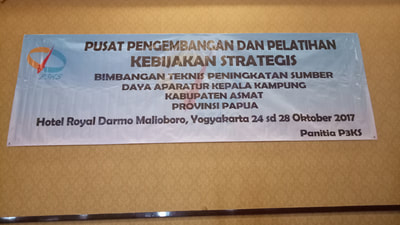 PUSAT PENGEMBANGAN DAN PELATIHAN
KEBIJAKAN STRATEGIS
BIMBANGAN TEKNIS PENINGKATAN SUMBER
DAYA APARATUR KEPALA KAMPUNG
KABUPATEN ASMAT
PROVINSI PAPUA
Hotel Royal Darmo Malioboro, Yogyakarta 24 sd 28 Oktober 2017
Panitia P3KS